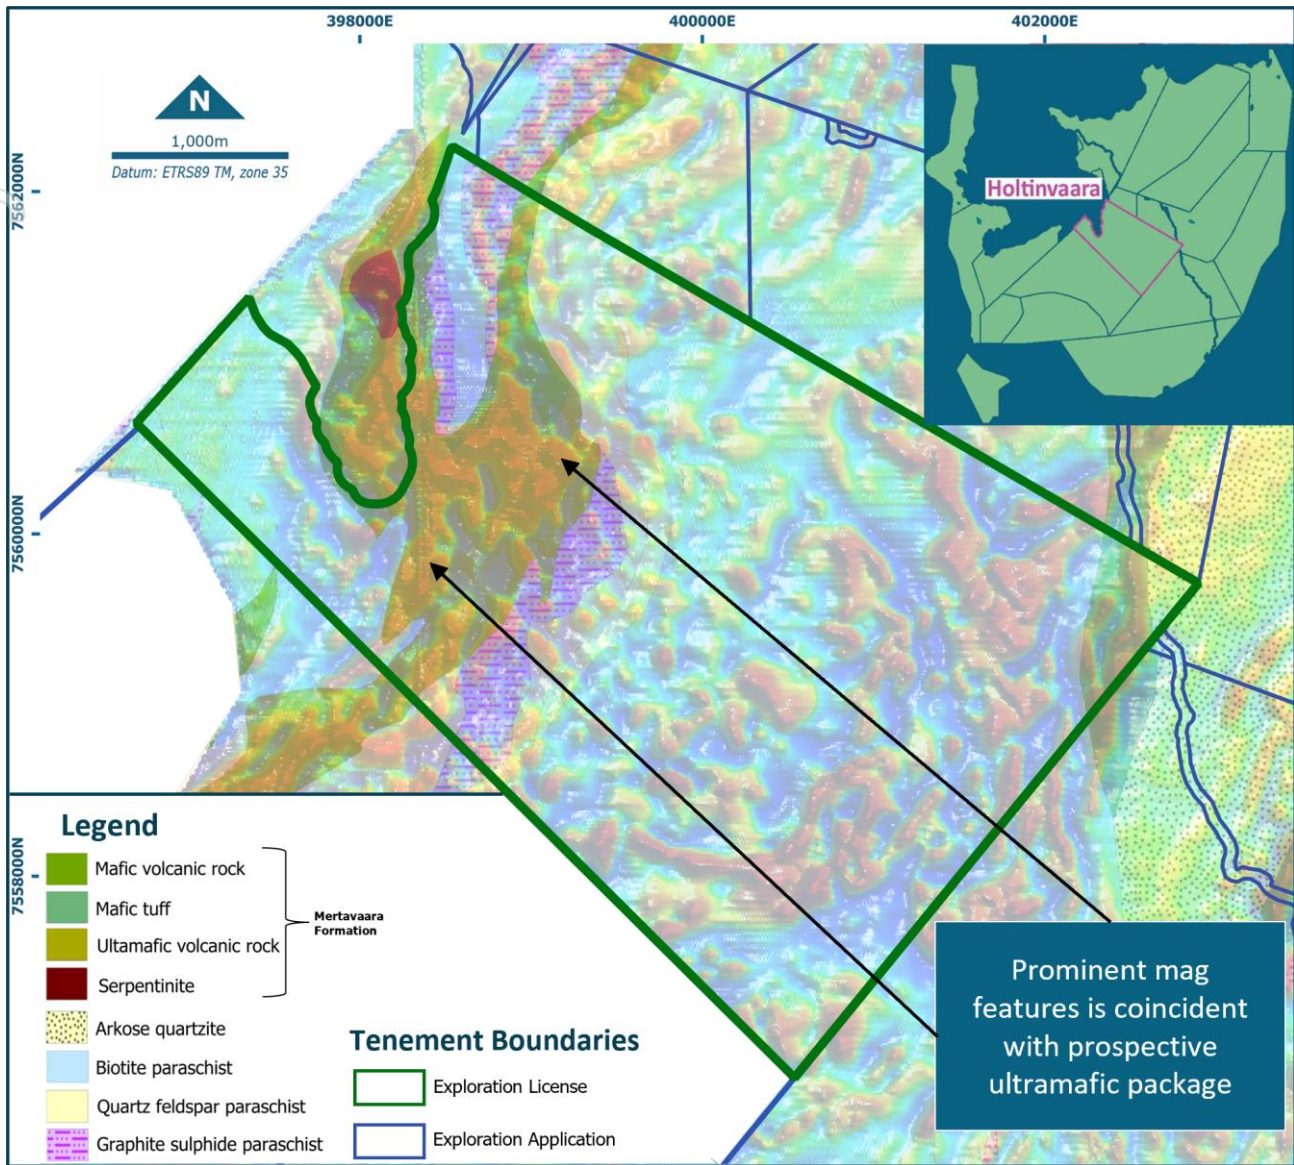 398000E
400000E
402000E
N
1,000m
Datum: ETRS89 TM, zone 35
7562000N
7560000N
7558000N
Holtinvaara
Legend
Mafic volcanic rock
Mafic tuff
Ultamafic volcanic rock
Serpentinite
Mertavaara
Formation
Arkose quartzite
Biotite paraschist
Quartz feldspar paraschist
Graphite sulphide paraschist
Tenement Boundaries
Exploration License
Exploration Application
Prominent mag
features is coincident
with prospective
ultramafic package